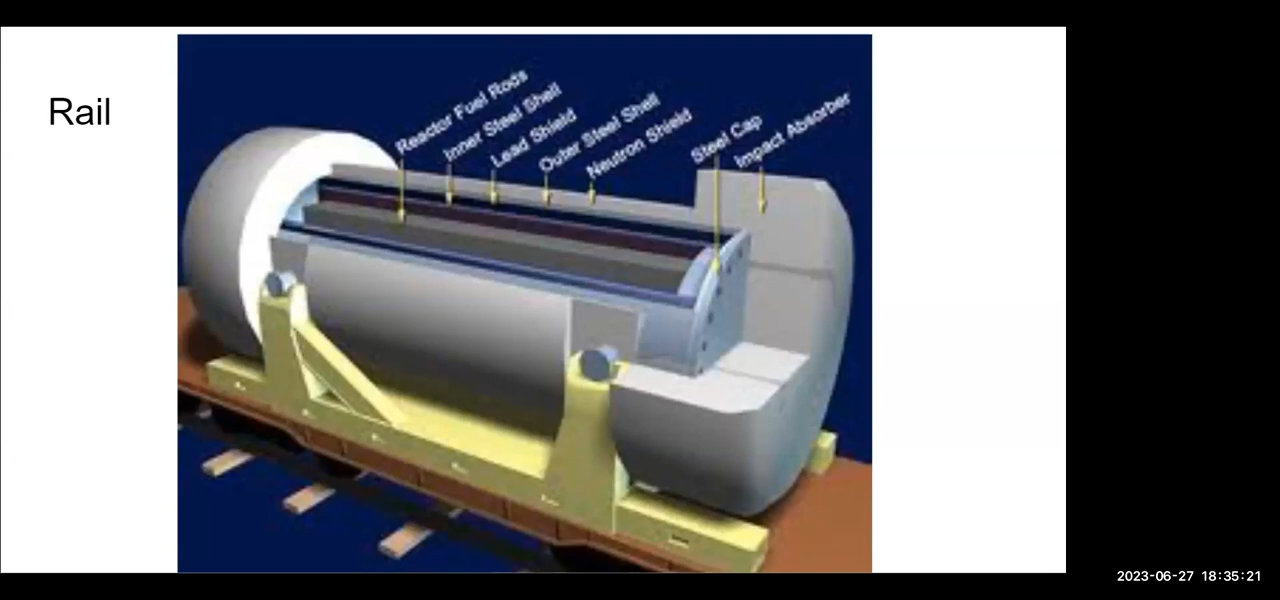 Rail
Reactor Fuel Rods
Inner Steel Shell
Lead Shield
Outer Steel Shell
Neutron Shield
Steel Cap
Impact Absorber
2023-06-27 18:35:21